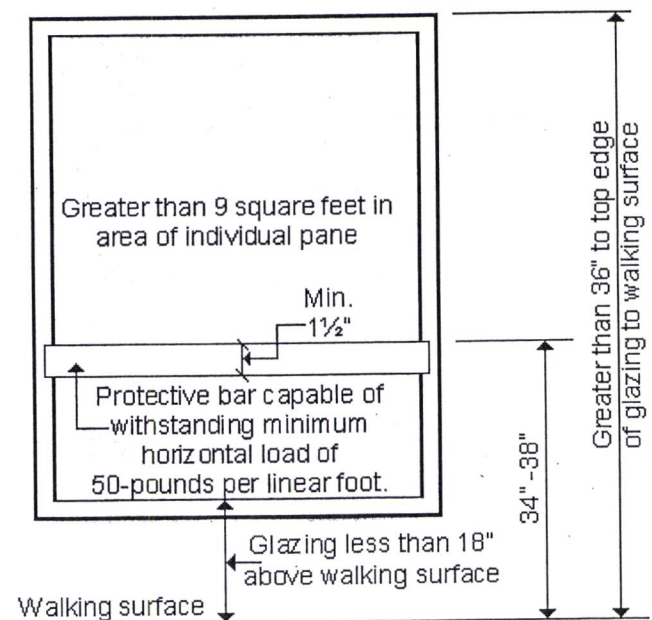 Greater than 9 square feet in
area of individual pane
Min.
1½"
Protective bar capable of
withstanding minimum
horizontal load of
50-pounds per linear foot.
Glazing less than 18"
above walking surface
Walking surface
34"-38"
Greater than 36" to top edge
of glazing to walking surface